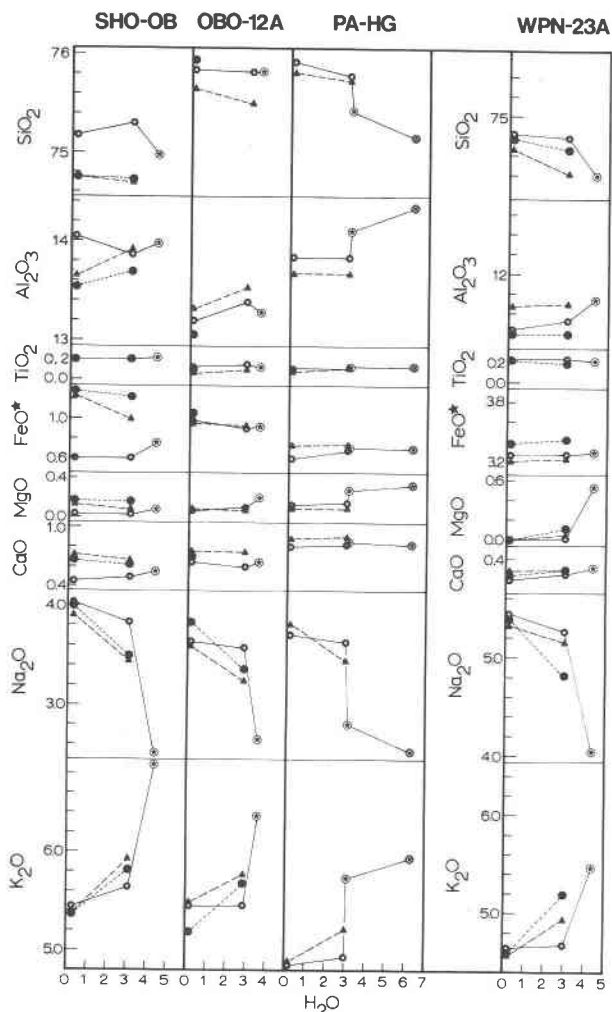 SHO-OB OBO-12A PA-HG WPN-23A
76
SiO₂
75
75
SiO₂
14
Al₂O₃
13
12
Al₂O₃
TiO₂
0.2
0.0
0.2
0.0
TiO₂
FeO★
1.0
0.6
3.8
3.2
FeO★
MgO
0.4
0.0
0.6
0.0
MgO
CaO
1.0
0.4
0.4
CaO
4.0
Na₂O
3.0
5.0
4.0
Na₂O
K₂O
6.0
5.0
6.0
5.0
K₂O
0 1 2 3 4 5 0 1 2 3 4 0 1 2 3 4 5 6 7 0 1 2 3 4 5
H₂O H₂O